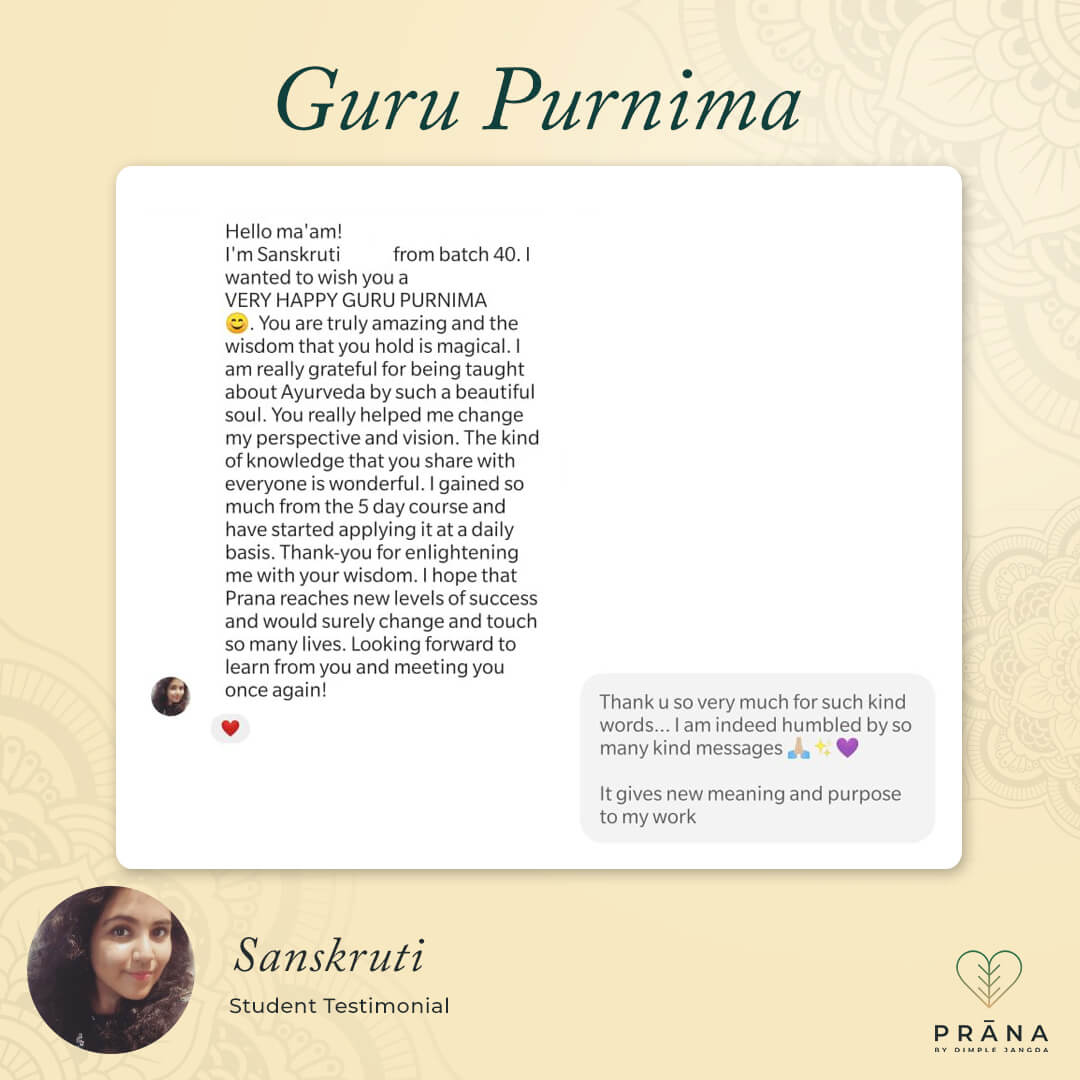 Guru Purnima
Hello ma'am!
I'm Sanskruti from batch 40. I
wanted to wish you a
VERY HAPPY GURU PURNIMA
😊. You are truly amazing and the
wisdom that you hold is magical. I
am really grateful for being taught
about Ayurveda by such a beautiful
soul. You really helped me change
my perspective and vision. The kind
of knowledge that you share with
everyone is wonderful. I gained so
much from the 5 day course and
have started applying it at a daily
basis. Thank-you for enlightening
me with your wisdom. I hope that
Prana reaches new levels of success
and would surely change and touch
so many lives. Looking forward to
learn from you and meeting you
once again!
❤️
Thank u so very much for such kind
words... I am indeed humbled by so
many kind messages 🙏🏼✨💜
It gives new meaning and purpose
to my work
Sanskruti
Student Testimonial
PRĀNA
BY DIMPLE JANGDA